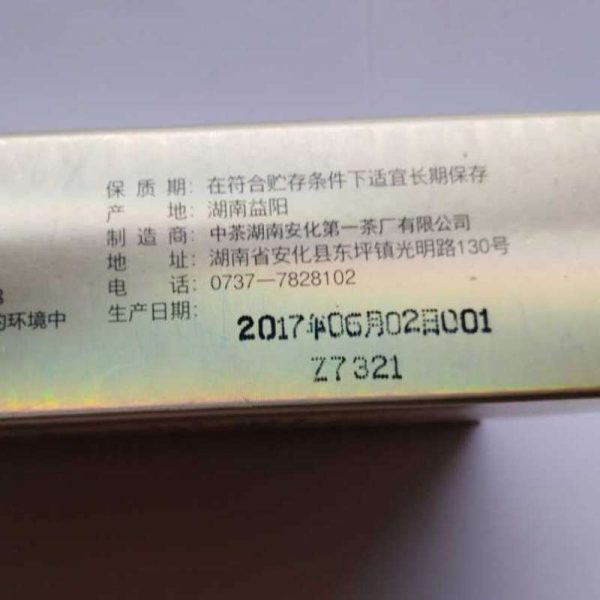 保质期：在符合贮存条件下适宜长期保存
产地：湖南益阳
制造商：中茶湖南安化第一茶厂有限公司
地址：湖南省安化县东坪镇光明路130号
电话：0737—7828102
的环境中
生产日期：
2017年06月02日001
Z7321